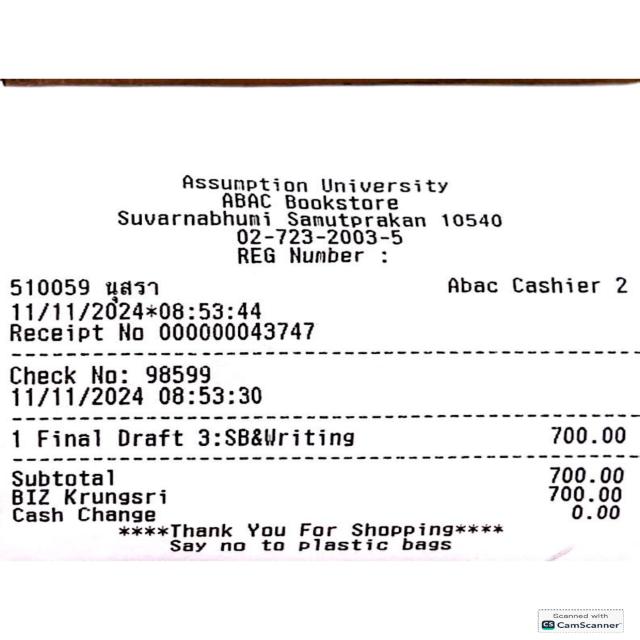 Assumption University
ABAC Bookstore
Suvarnabhumi Samutprakan 10540
02-723-2003-5
REG Number :
510059 นุสรา Abac Cashier 2
11/11/2024*08:53:44
Receipt No 000000043747
Check No: 98599
11/11/2024 08:53:30
1 Final Draft 3:SB&Writing 700.00
Subtotal 700.00
BIZ Krungsri 700.00
Cash Change 0.00
****Thank You For Shopping****
Say no to plastic bags
Scanned with
CS CamScanner